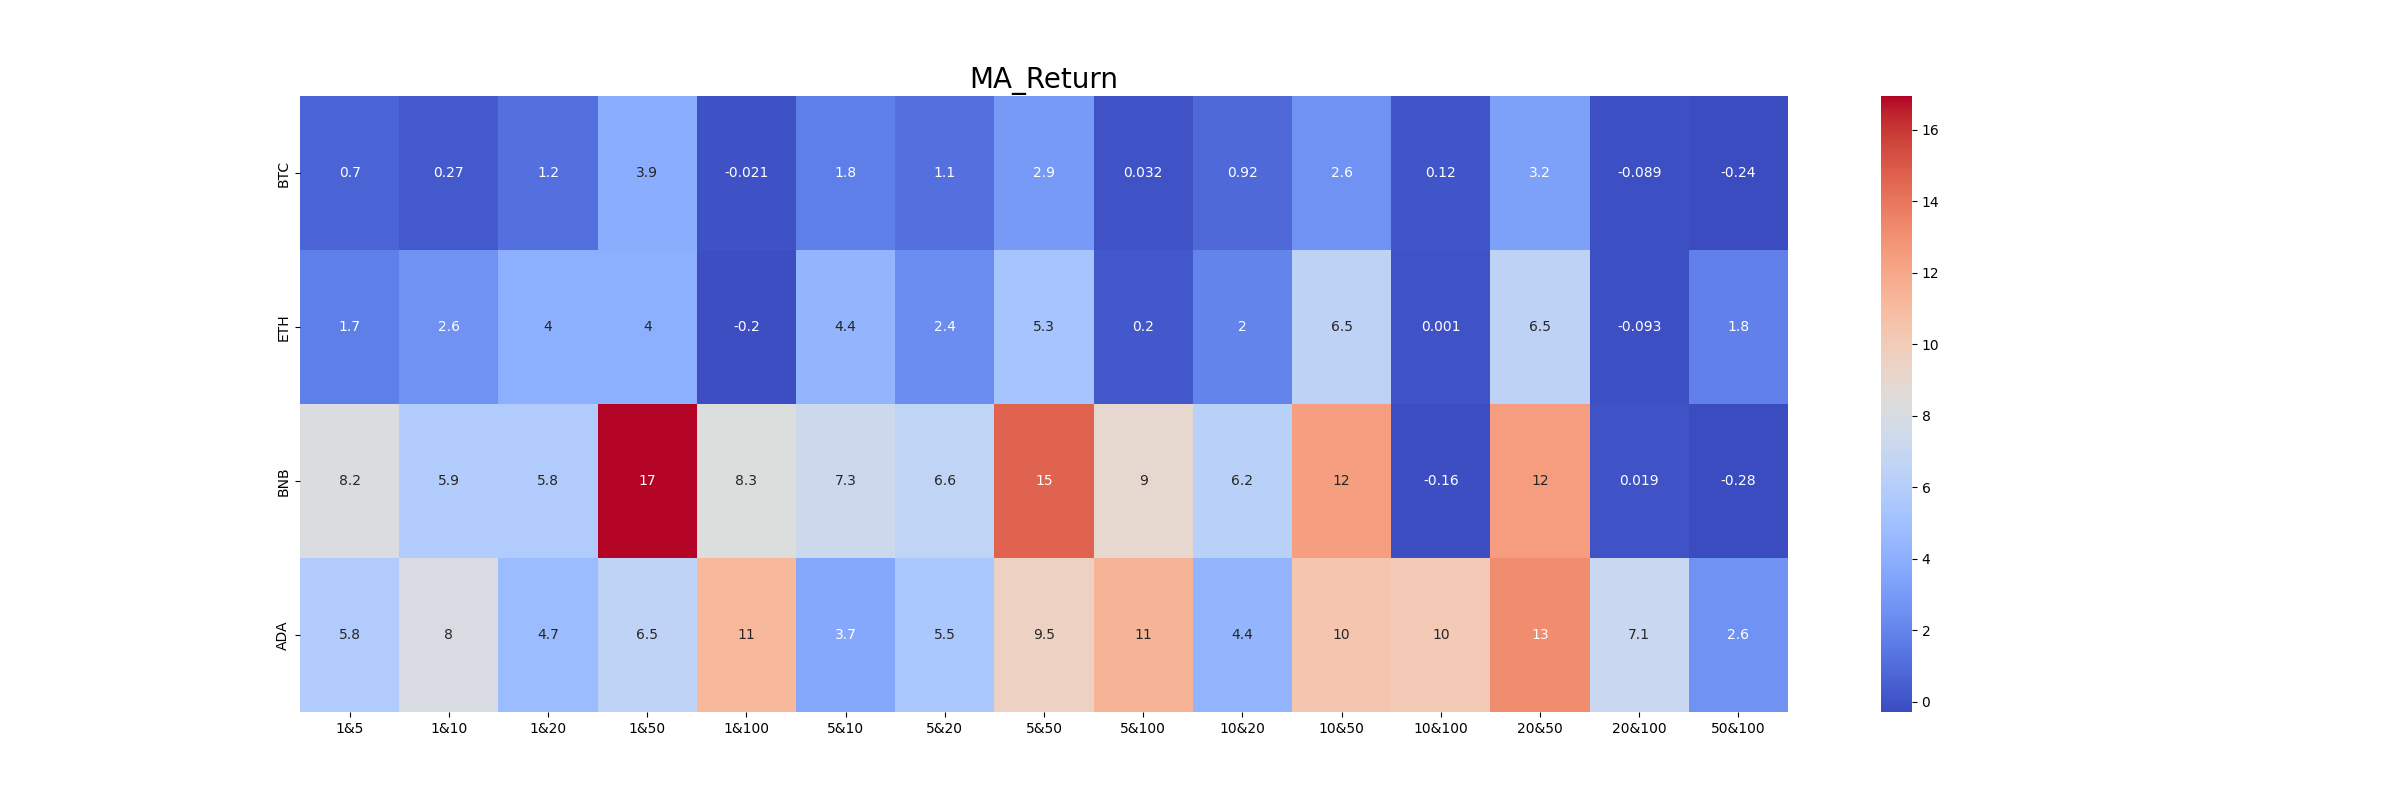 MA_Return
BTC 0.7 0.27 1.2 3.9 -0.021 1.8 1.1 2.9 0.032 0.92 2.6 0.12 3.2 -0.089 -0.24
ETH 1.7 2.6 4 4 -0.2 4.4 2.4 5.3 0.2 2 6.5 0.001 6.5 -0.093 1.8
BNB 8.2 5.9 5.8 17 8.3 7.3 6.6 15 9 6.2 12 -0.16 12 0.019 -0.28
ADA 5.8 8 4.7 6.5 11 3.7 5.5 9.5 11 4.4 10 10 13 7.1 2.6
1&5 1&10 1&20 1&50 1&100 5&10 5&20 5&50 5&100 10&20 10&50 10&100 20&50 20&100 50&100
16
14
12
10
8
6
4
2
0